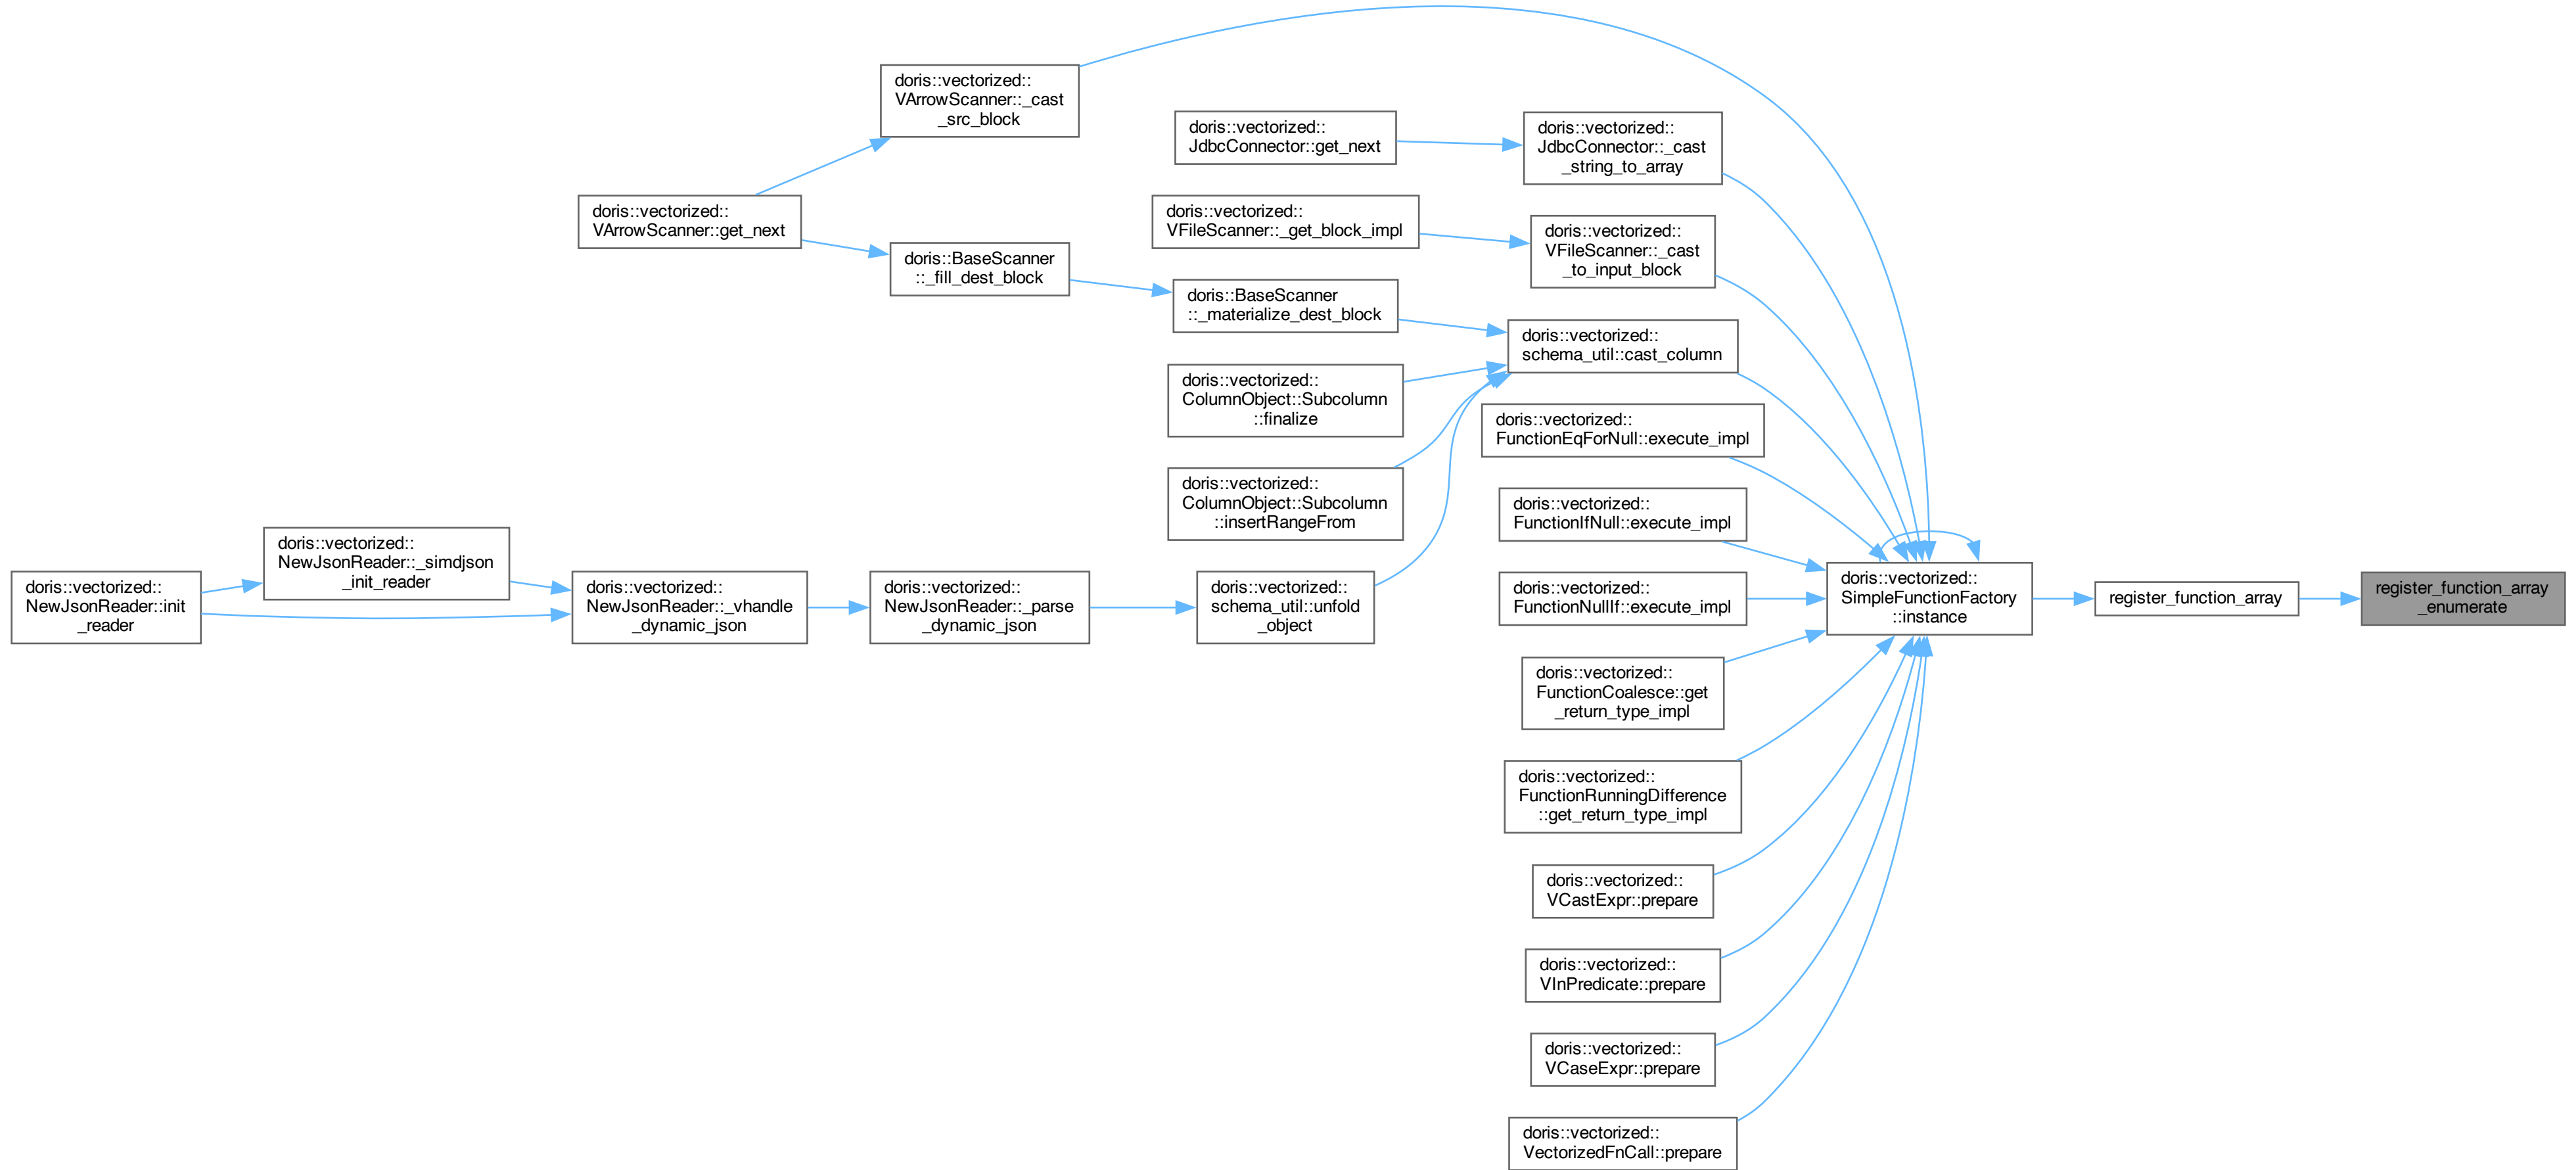 doris::vectorized::
VArrowScanner::_cast
_src_block
doris::vectorized::
JdbcConnector::get_next
doris::vectorized::
JdbcConnector::_cast
_string_to_array
doris::vectorized::
VArrowScanner::get_next
doris::vectorized::
VFileScanner::_get_block_impl
doris::vectorized::
VFileScanner::_cast
_to_input_block
doris::BaseScanner
::_fill_dest_block
doris::BaseScanner
::_materialize_dest_block
doris::vectorized::
schema_util::cast_column
doris::vectorized::
ColumnObject::Subcolumn
::finalize
doris::vectorized::
FunctionEqForNull::execute_impl
doris::vectorized::
ColumnObject::Subcolumn
::insertRangeFrom
doris::vectorized::
FunctionIfNull::execute_impl
doris::vectorized::
NewJsonReader::init
_reader
doris::vectorized::
NewJsonReader::_simdjson
_init_reader
doris::vectorized::
NewJsonReader::_vhandle
_dynamic_json
doris::vectorized::
NewJsonReader::_parse
_dynamic_json
doris::vectorized::
schema_util::unfold
_object
doris::vectorized::
FunctionNullIf::execute_impl
doris::vectorized::
SimpleFunctionFactory
::instance
register_function_array
register_function_array
_enumerate
doris::vectorized::
FunctionCoalesce::get
_return_type_impl
doris::vectorized::
FunctionRunningDifference
::get_return_type_impl
doris::vectorized::
VCastExpr::prepare
doris::vectorized::
VInPredicate::prepare
doris::vectorized::
VCaseExpr::prepare
doris::vectorized::
VectorizedFnCall::prepare